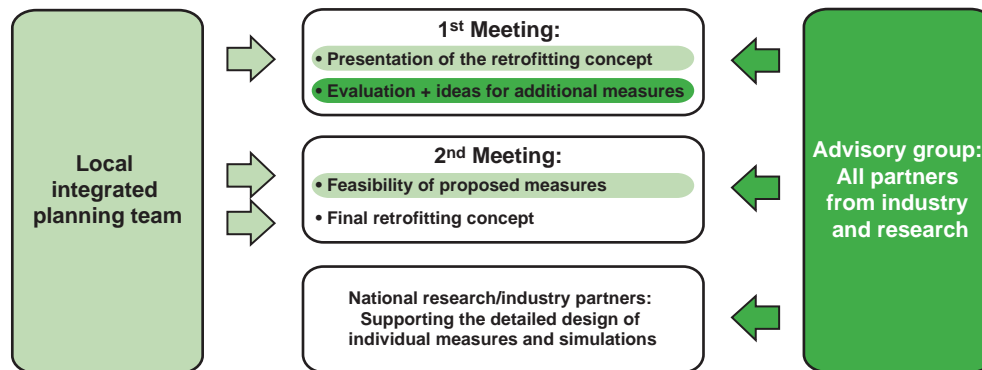 Local
integrated
planning team
1st Meeting:
• Presentation of the retrofitting concept
• Evaluation + ideas for additional measures
2nd Meeting:
• Feasibility of proposed measures
• Final retrofitting concept
National research/industry partners:
Supporting the detailed design of
individual measures and simulations
Advisory group:
All partners
from industry
and research